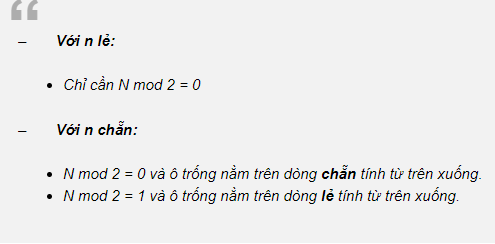 “
– Với n lẻ:
• Chỉ cần N mod 2 = 0
– Với n chẵn:
• N mod 2 = 0 và ô trống nằm trên dòng chẵn tính từ trên xuống.
• N mod 2 = 1 và ô trống nằm trên dòng lẻ tính từ trên xuống.